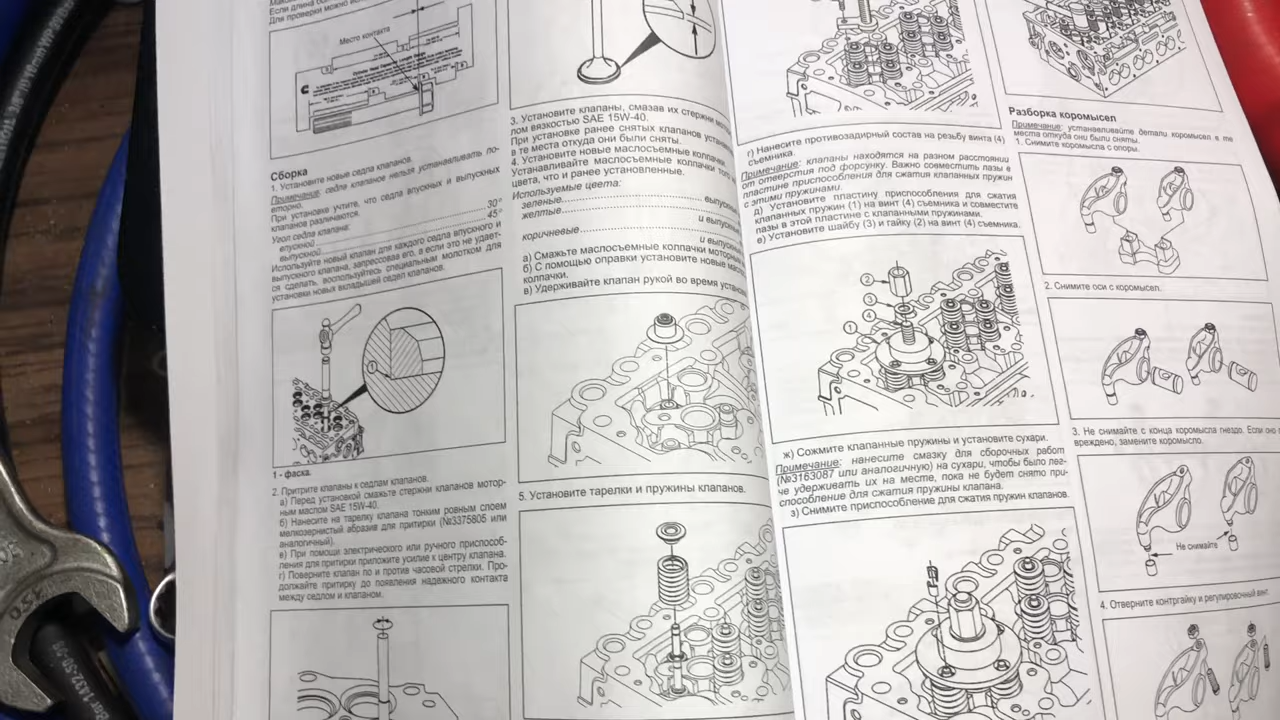 Если длина
Для проверки можно
Место контакта
Сборка
1. Установите новые седла клапанов.
Примечание: седла клапанов нельзя устанавливать по-
вторно.
При установке учтите, что седла впускных и выпускных
клапанов различаются.
Угол седла клапана:
впускной 30°
выпускной 45°
Используйте новый клапан для каждого седла впускного и
выпускного клапана, запрессовав его, а если это не удает-
ся сделать, воспользуйтесь специальным молотком для
установки новых вкладышей седел клапанов.
1 - фаска.
2. Притрите клапаны к седлам клапанов.
а) Перед установкой смажьте стержни клапанов мотор-
ным маслом SAE 15W-40.
б) Нанесите на тарелку клапана тонким ровным слоем
мелкозернистый абразив для притирки (№3375805 или
аналогичный).
в) При помощи электрического или ручного приспособ-
ления для притирки приложите усилие к центру клапана.
г) Поверните клапан по и против часовой стрелки. Про-
должайте притирку до появления надежного контакта
между седлом и клапаном.
3. Установите клапаны, смазав их стержни
лом вязкостью SAE 15W-40.
При установке ранее снятых клапанов
в те места откуда они были сняты.
4. Установите новые маслосъемные колпачки.
Устанавливайте маслосъемные колпачки
цвета, что и ранее установленные.
Используемые цвета:
зеленые
желтые
и
коричневые
и
а) Смажьте маслосъемные колпачки
б) С помощью оправки установите новые
колпачки.
в) Удерживайте клапан рукой во время
5. Установите тарелки и пружины клапанов.
г) Нанесите противозадирный состав на резьбу винта (4)
съемника.
Примечание: клапаны находятся на разном расстоянии
от отверстия под форсунку. Важно совместить пазы в
пластине приспособления для сжатия клапанных пружин
с этими пружинами.
д) Установите пластину приспособления для сжатия
клапанных пружин (1) на винт (4) съемника и совместите
пазы в этой пластине с клапанными пружинами.
е) Установите шайбу (3) и гайку (2) на винт (4) съемника.
2
3
4
1
ж) Сожмите клапанные пружины и установите сухари.
Примечание: нанесите смазку для сборочных работ
(№3163087 или аналогичную) на сухари, чтобы было лег-
че удерживать их на месте, пока не будет снято при-
способление для сжатия пружины клапана.
з) Снимите приспособление для сжатия пружин клапанов.
Разборка коромысел
Примечание: устанавливайте детали коромысел в те
места откуда они были сняты.
1. Снимите коромысла с опоры.
2. Снимите оси с коромысел.
3. Не снимайте с конца коромысла гнездо. Если оно
вреждено, замените коромысло.
Не снимайте
4. Отверните контргайку и регулировочный винт.